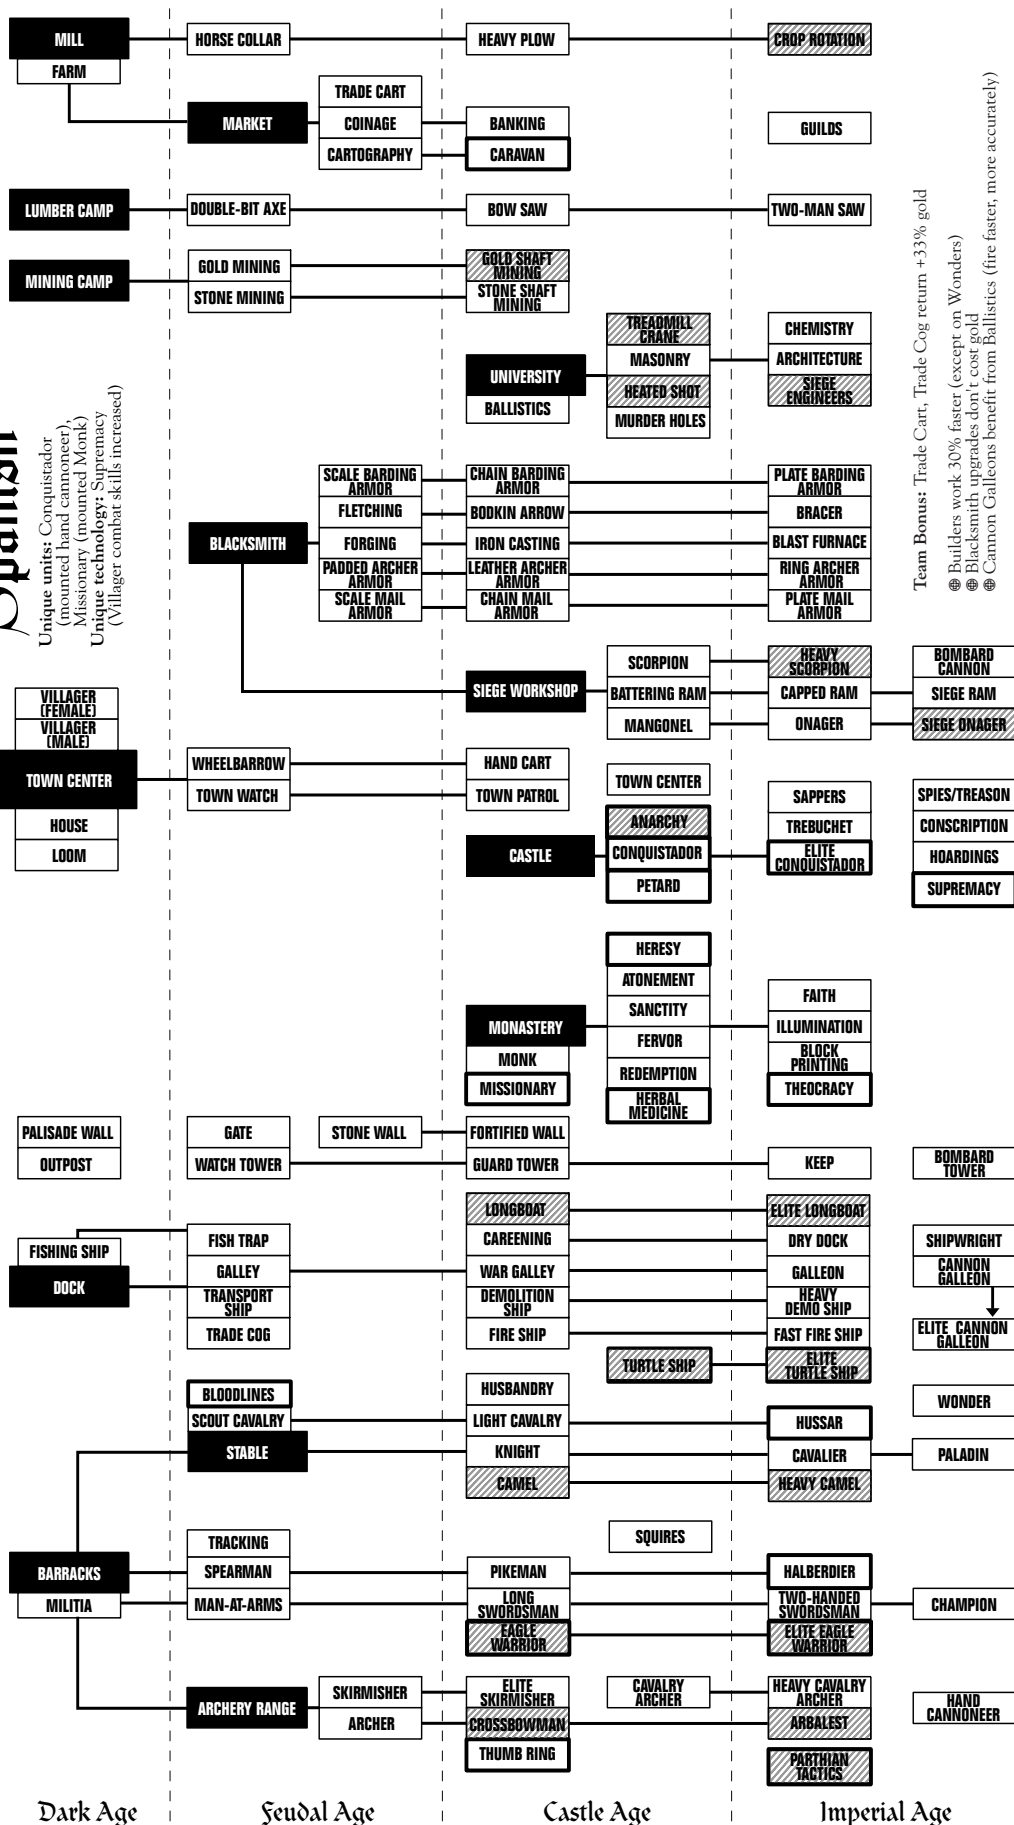 MILL
HORSE COLLAR
HEAVY PLOW
CROP ROTATION
FARM
TRADE CART
MARKET
COINAGE
BANKING
GUILDS
CARTOGRAPHY
CARAVAN
LUMBER CAMP
DOUBLE-BIT AXE
BOW SAW
TWO-MAN SAW
MINING CAMP
GOLD MINING
GOLD SHAFT
MINING
STONE MINING
STONE SHAFT
MINING
TREADMILL
CRANE
CHEMISTRY
UNIVERSITY
MASONRY
ARCHITECTURE
HEATED SHOT
SIEGE
ENGINEERS
BALLISTICS
MURDER HOLES
Team Bonus: Trade Cart, Trade Cog return +33% gold
Builders work 30% faster (except on Wonders)
Blacksmith upgrades don't cost gold
Cannon Galleons benefit from Ballistics (fire faster, more accurately)
Spanish
Unique units: Conquistador
(mounted hand cannoneer),
Missionary (mounted Monk)
Unique technology: Supremacy
(Villager combat skills increased)
BLACKSMITH
SCALE BARDING
ARMOR
CHAIN BARDING
ARMOR
PLATE BARDING
ARMOR
FLETCHING
BODKIN ARROW
BRACER
FORGING
IRON CASTING
BLAST FURNACE
PADDED ARCHER
ARMOR
LEATHER ARCHER
ARMOR
RING ARCHER
ARMOR
SCALE MAIL
ARMOR
CHAIN MAIL
ARMOR
PLATE MAIL
ARMOR
SIEGE WORKSHOP
SCORPION
HEAVY
SCORPION
BOMBARD
CANNON
BATTERING RAM
CAPPED RAM
SIEGE RAM
MANGONEL
ONAGER
SIEGE ONAGER
VILLAGER
(FEMALE)
VILLAGER
(MALE)
TOWN CENTER
WHEELBARROW
HAND CART
TOWN CENTER
TOWN WATCH
TOWN PATROL
HOUSE
LOOM
CASTLE
ANARCHY
CONQUISTADOR
PETARD
SAPPERS
TREBUCHET
ELITE
CONQUISTADOR
SPIES/TREASON
CONSCRIPTION
HOARDINGS
SUPREMACY
MONASTERY
MONK
MISSIONARY
HERESY
ATONEMENT
SANCTITY
FERVOR
REDEMPTION
HERBAL
MEDICINE
FAITH
ILLUMINATION
BLOCK
PRINTING
THEOCRACY
PALISADE WALL
GATE
STONE WALL
FORTIFIED WALL
OUTPOST
WATCH TOWER
GUARD TOWER
KEEP
BOMBARD
TOWER
FISHING SHIP
DOCK
FISH TRAP
GALLEY
TRANSPORT
SHIP
TRADE COG
LONGBOAT
ELITE LONGBOAT
CAREENING
DRY DOCK
SHIPWRIGHT
WAR GALLEY
GALLEON
CANNON
GALLEON
DEMOLITION
SHIP
HEAVY
DEMO SHIP
FIRE SHIP
FAST FIRE SHIP
ELITE CANNON
GALLEON
TURTLE SHIP
ELITE
TURTLE SHIP
WONDER
BLOODLINES
SCOUT CAVALRY
STABLE
HUSBANDRY
LIGHT CAVALRY
HUSSAR
KNIGHT
CAVALIER
PALADIN
CAMEL
HEAVY CAMEL
BARRACKS
MILITIA
TRACKING
SPEARMAN
MAN-AT-ARMS
SQUIRES
PIKEMAN
HALBERDIER
LONG
SWORDSMAN
TWO-HANDED
SWORDSMAN
CHAMPION
EAGLE
WARRIOR
ELITE EAGLE
WARRIOR
ARCHERY RANGE
SKIRMISHER
ELITE
SKIRMISHER
CAVALRY
ARCHER
HEAVY CAVALRY
ARCHER
HAND
CANNONEER
ARCHER
CROSSBOWMAN
ARBALEST
THUMB RING
PARTHIAN
TACTICS
Dark Age
Feudal Age
Castle Age
Imperial Age